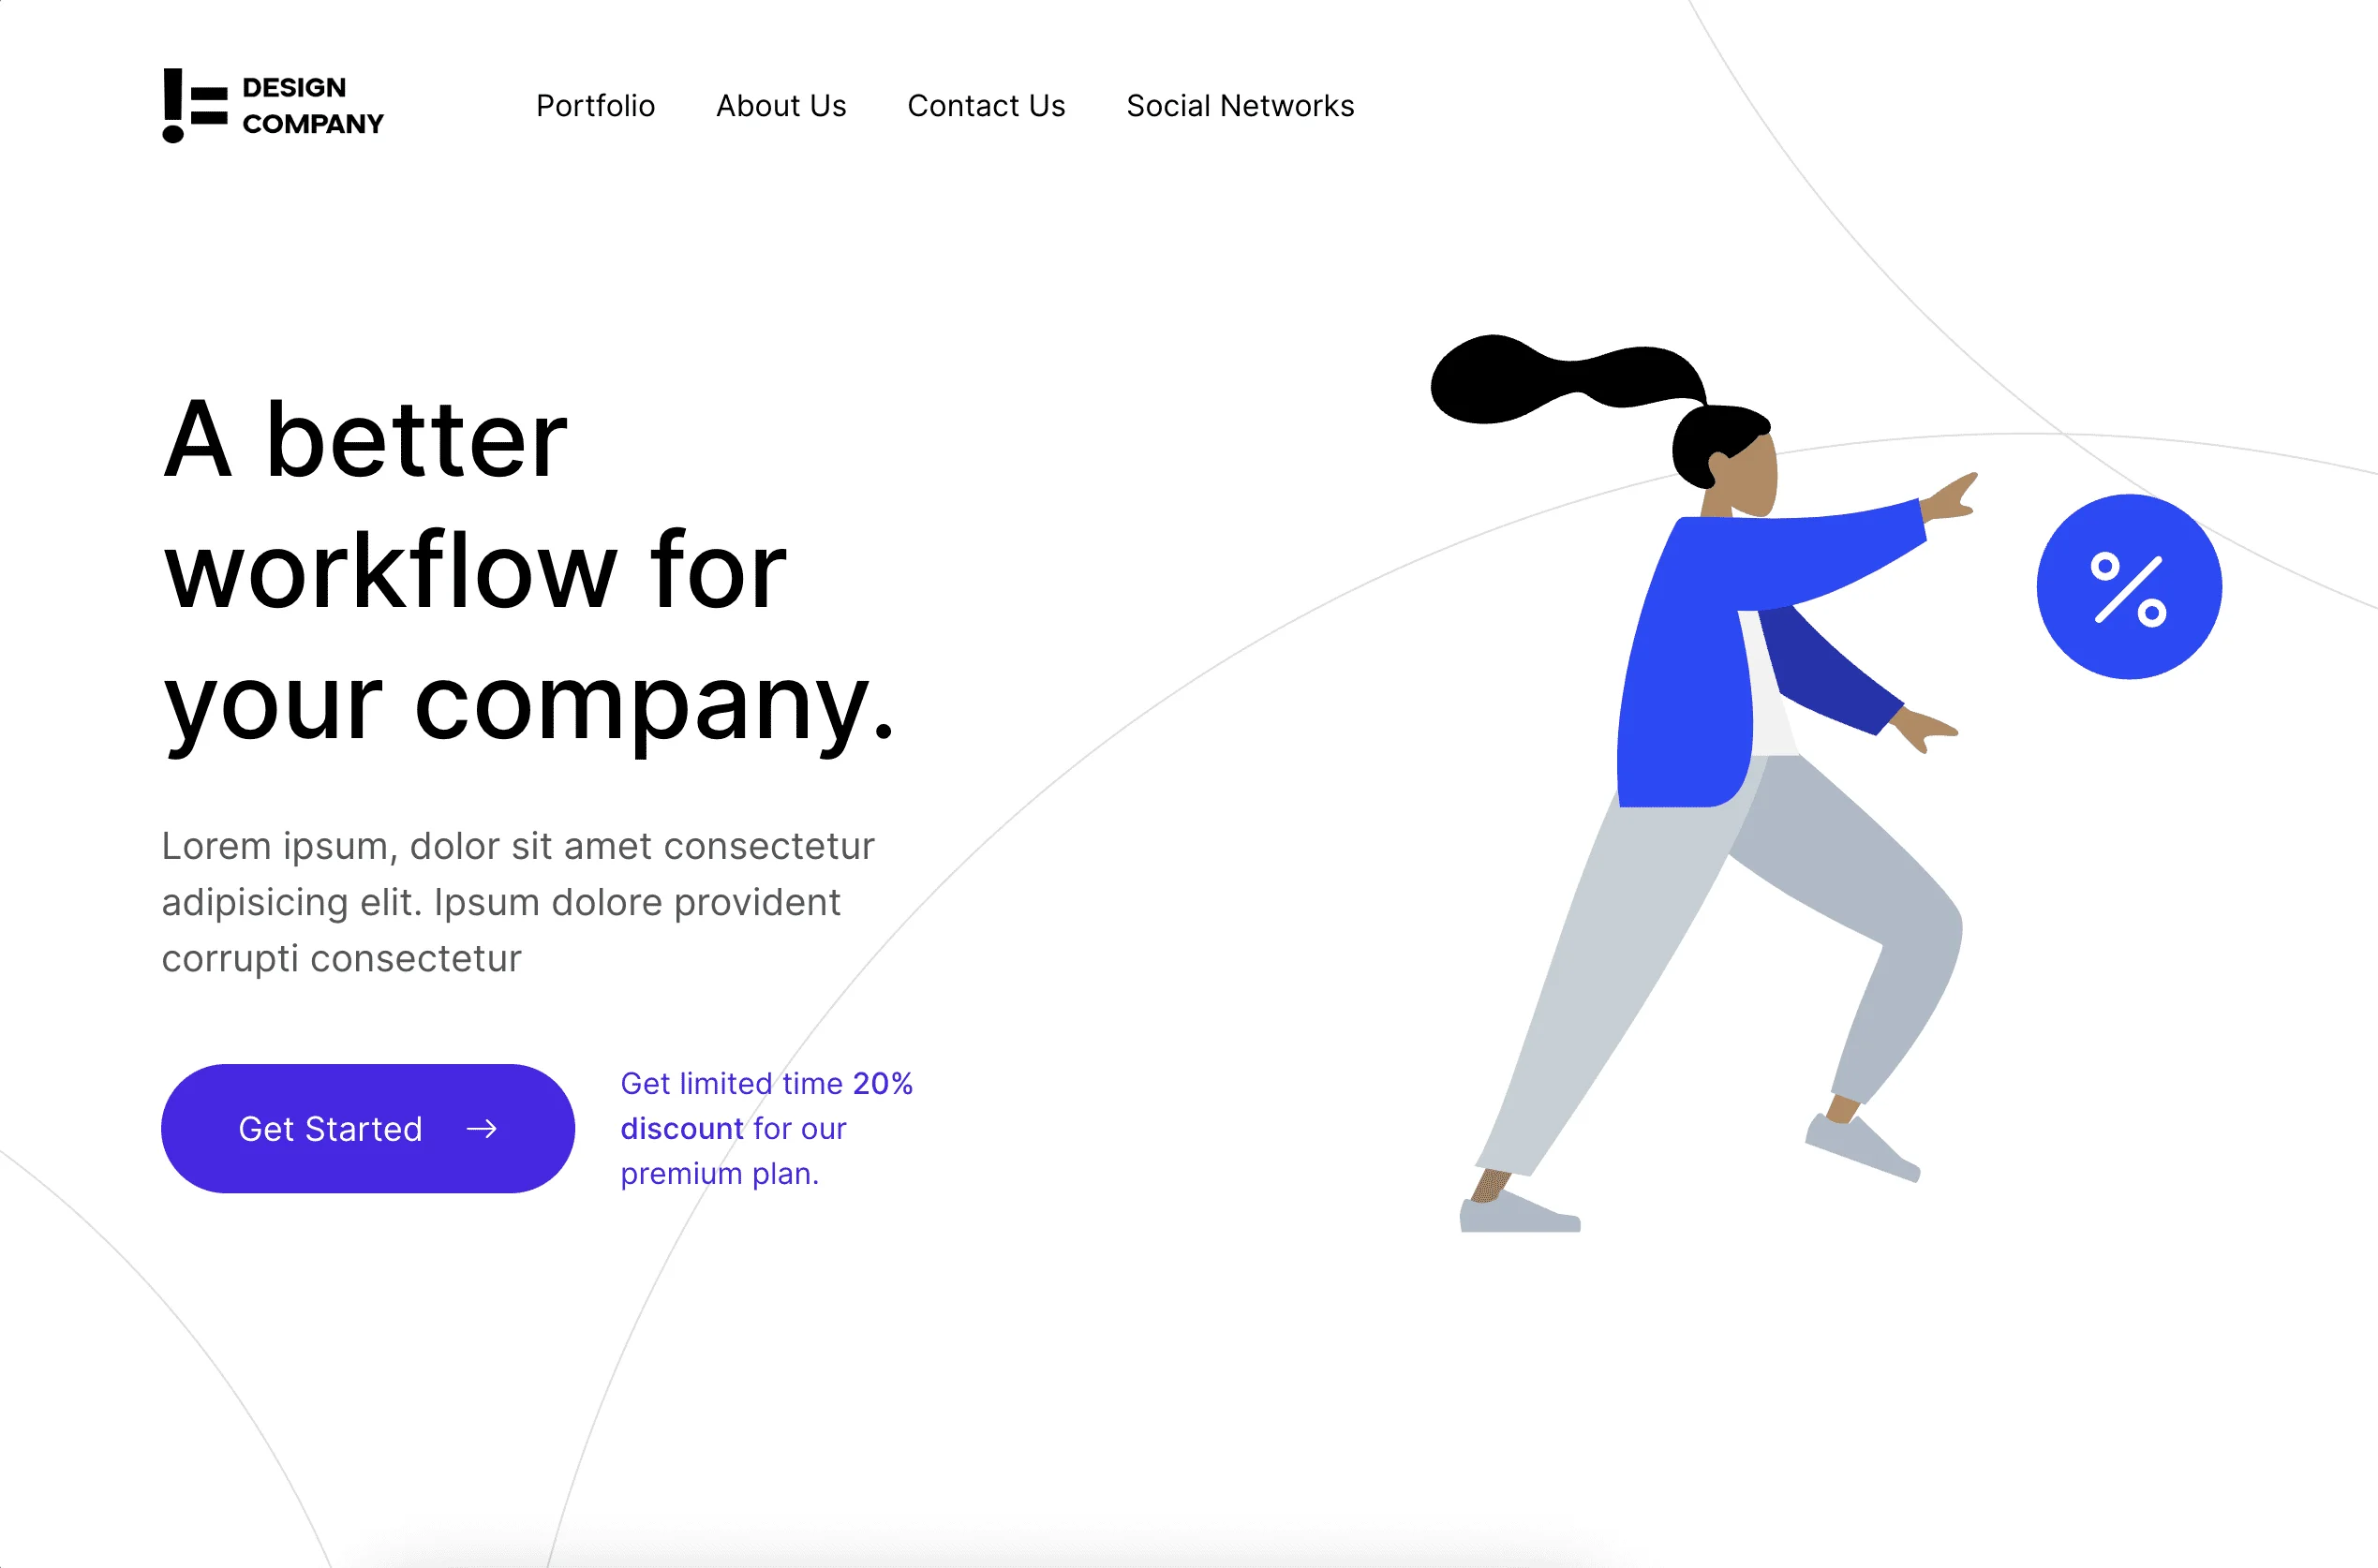 DESIGN
COMPANY
Portfolio
About Us
Contact Us
Social Networks
A better
workflow for
your company.
Lorem ipsum, dolor sit amet consectetur
adipisicing elit. Ipsum dolore provident
corrupti consectetur
Get Started
Get limited time 20%
discount for our
premium plan.
%